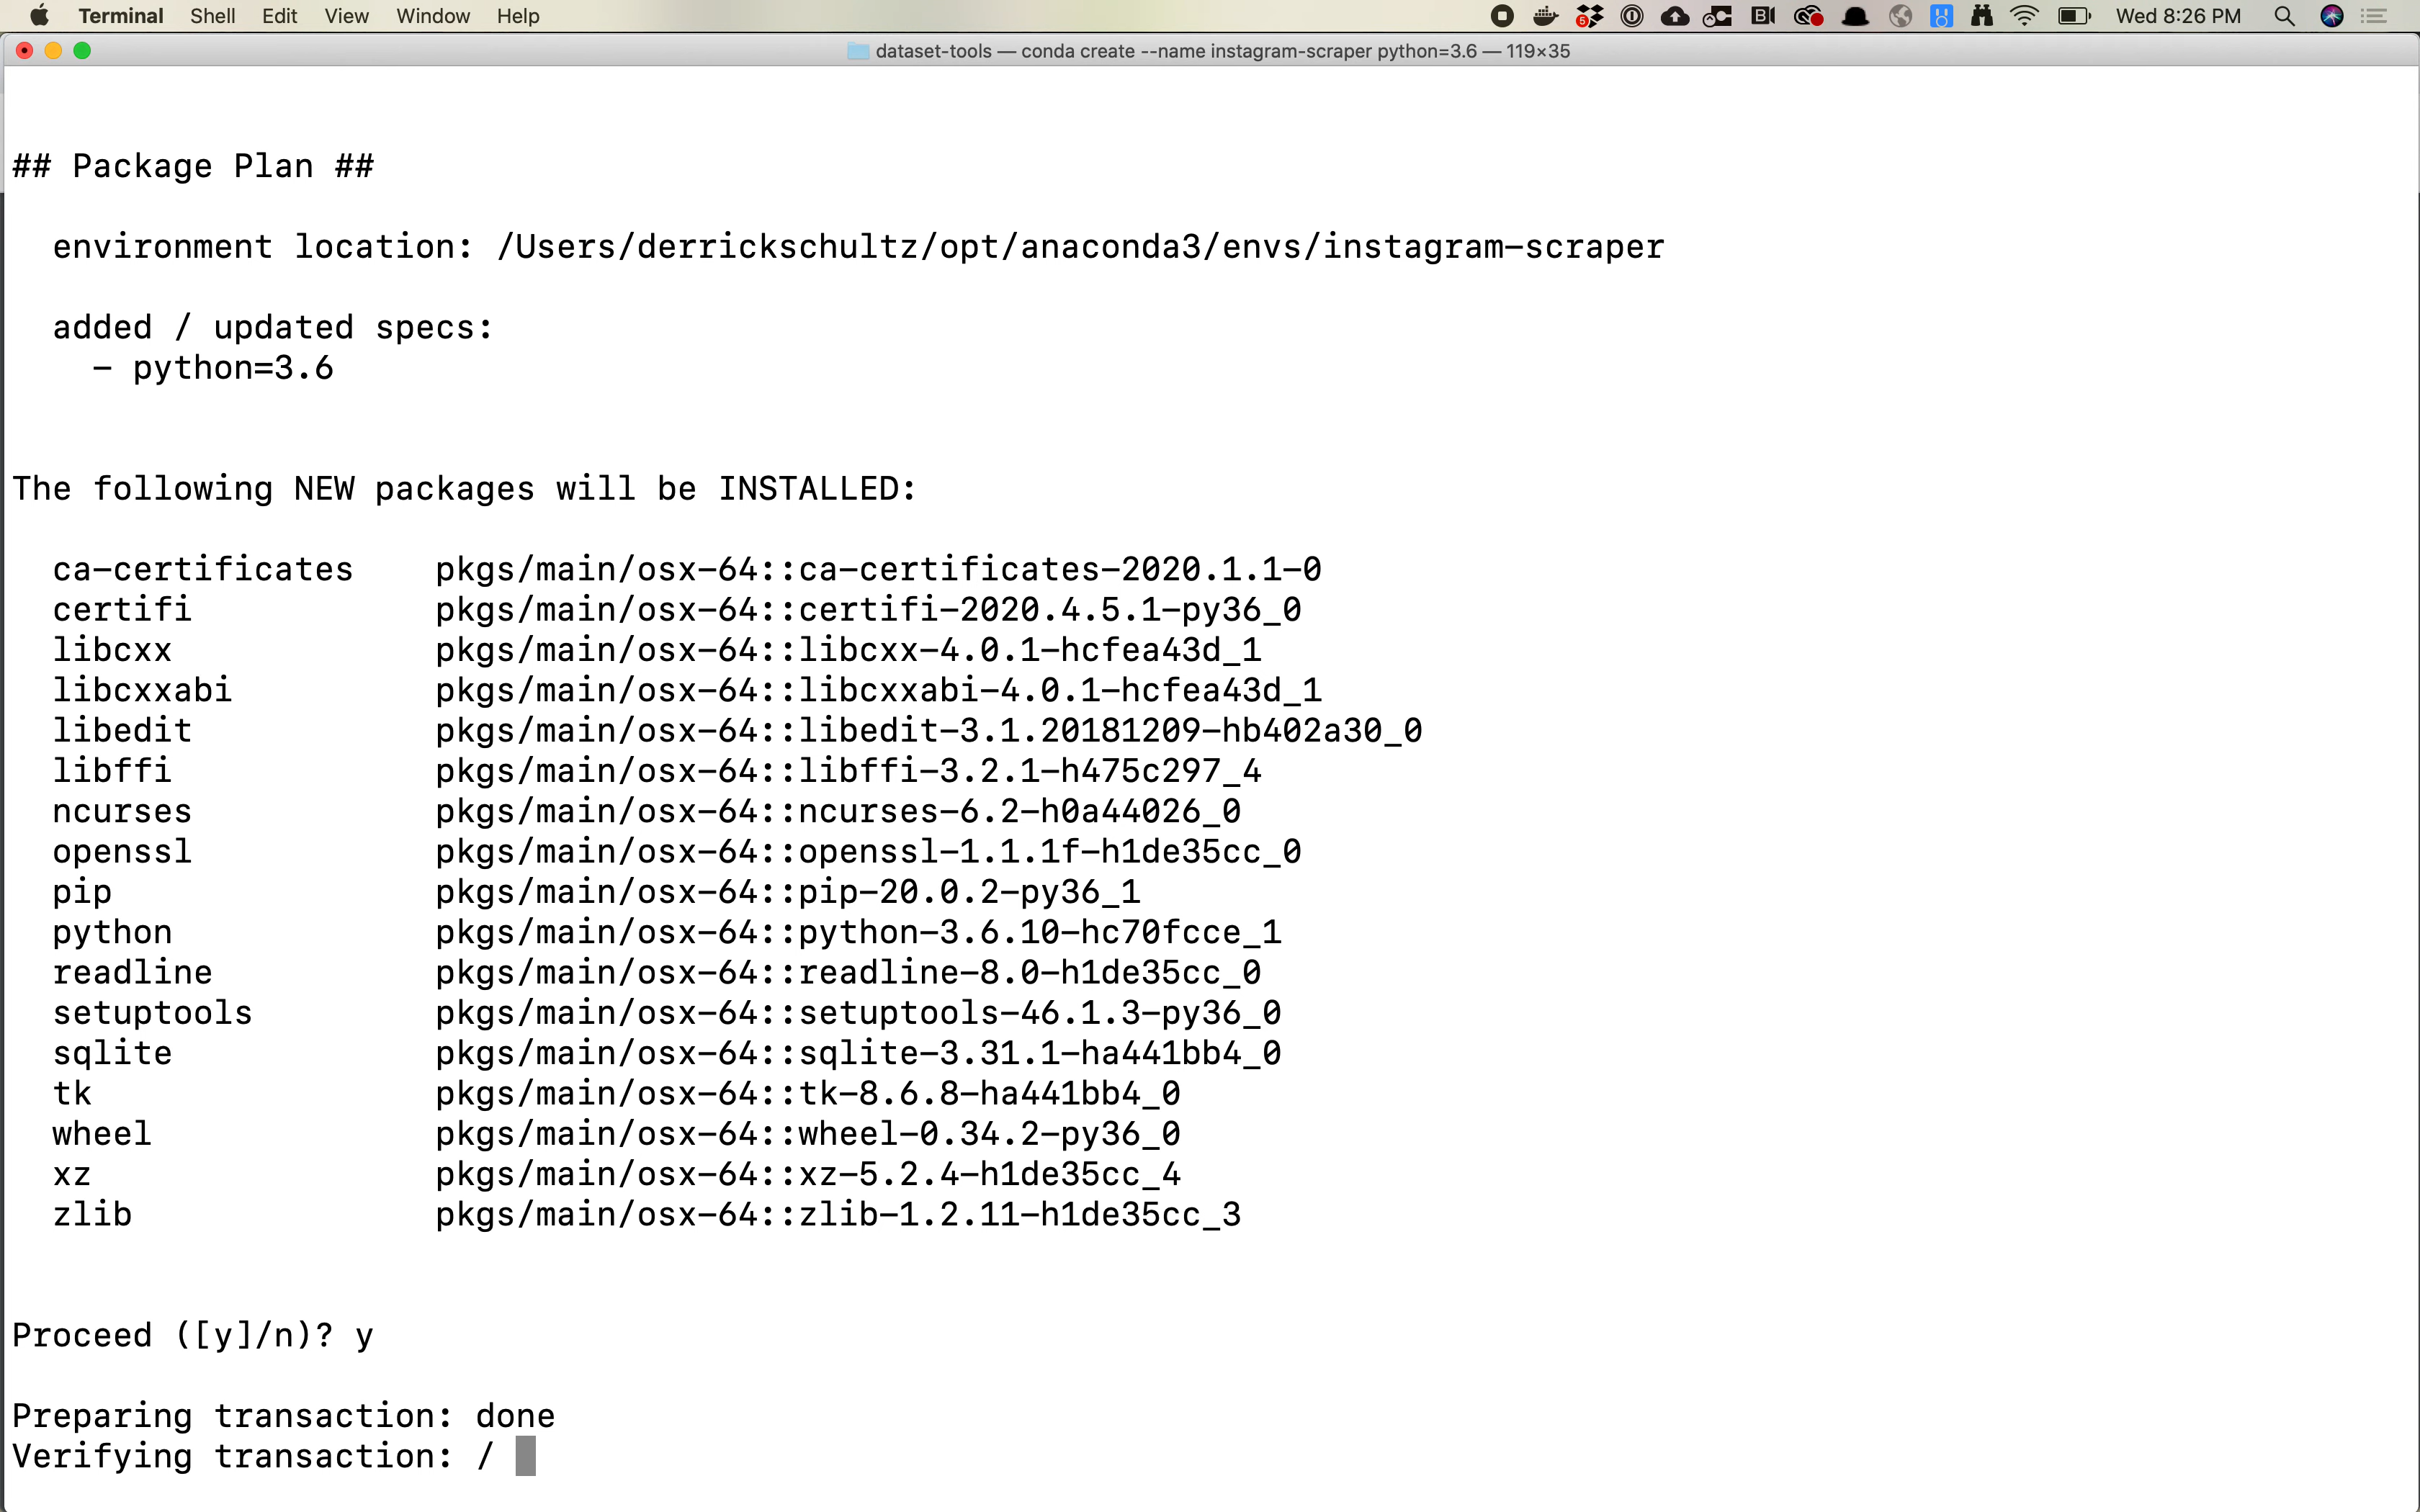 Terminal Shell Edit View Window Help 5 Wed 8:26 PM
dataset-tools — conda create --name instagram-scraper python=3.6 — 119×35
## Package Plan ##
environment location: /Users/derrickschultz/opt/anaconda3/envs/instagram-scraper
added / updated specs:
- python=3.6
The following NEW packages will be INSTALLED:
ca-certificates pkgs/main/osx-64::ca-certificates-2020.1.1-0
certifi pkgs/main/osx-64::certifi-2020.4.5.1-py36_0
libcxx pkgs/main/osx-64::libcxx-4.0.1-hcfea43d_1
libcxxabi pkgs/main/osx-64::libcxxabi-4.0.1-hcfea43d_1
libedit pkgs/main/osx-64::libedit-3.1.20181209-hb402a30_0
libffi pkgs/main/osx-64::libffi-3.2.1-h475c297_4
ncurses pkgs/main/osx-64::ncurses-6.2-h0a44026_0
openssl pkgs/main/osx-64::openssl-1.1.1f-h1de35cc_0
pip pkgs/main/osx-64::pip-20.0.2-py36_1
python pkgs/main/osx-64::python-3.6.10-hc70fcce_1
readline pkgs/main/osx-64::readline-8.0-h1de35cc_0
setuptools pkgs/main/osx-64::setuptools-46.1.3-py36_0
sqlite pkgs/main/osx-64::sqlite-3.31.1-ha441bb4_0
tk pkgs/main/osx-64::tk-8.6.8-ha441bb4_0
wheel pkgs/main/osx-64::wheel-0.34.2-py36_0
xz pkgs/main/osx-64::xz-5.2.4-h1de35cc_4
zlib pkgs/main/osx-64::zlib-1.2.11-h1de35cc_3
Proceed ([y]/n)? y
Preparing transaction: done
Verifying transaction: /